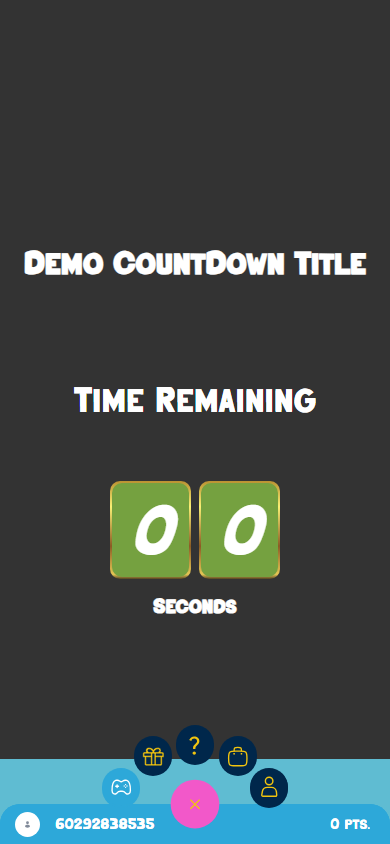 Demo CountDown Title
Time Remaining
0 0
Seconds
?
60292838535
0 PTS.